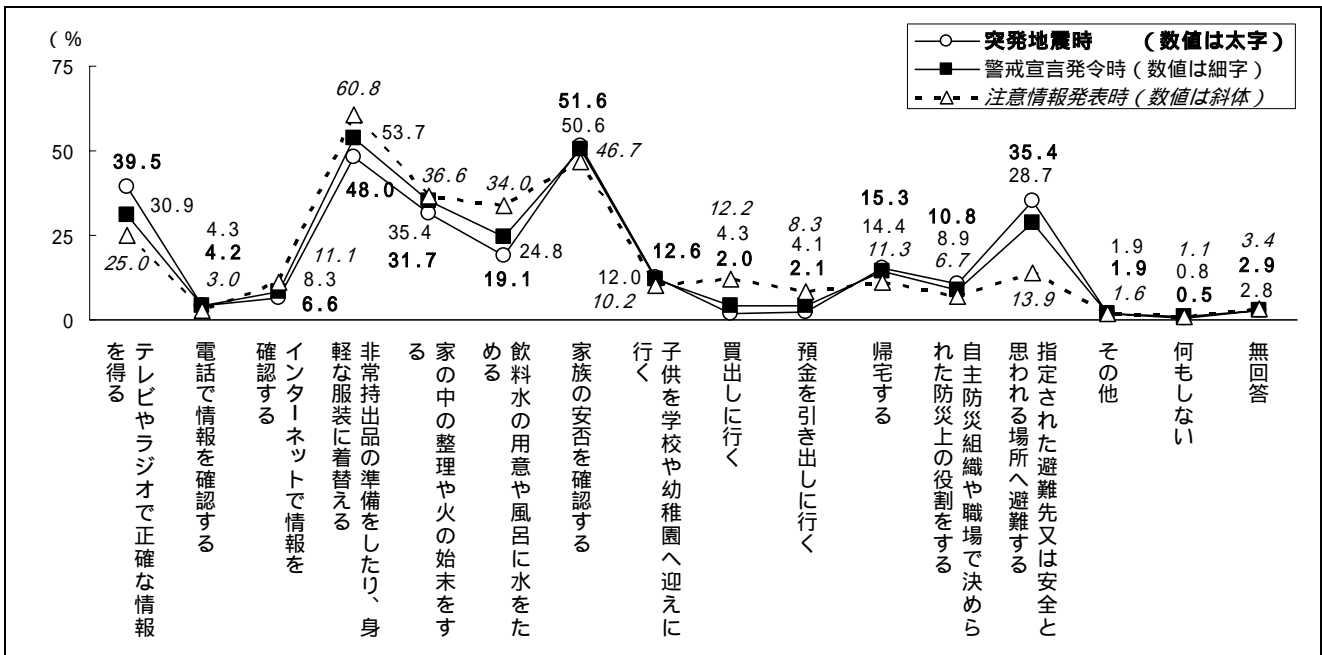 （％
突発地震時　　（数値は太字）
警戒宣言発令時（数値は細字）
注意情報発表時（数値は斜体）
75
50
25
0
39.5
30.9
25.0
4.3
4.2
3.0
11.1
8.3
6.6
60.8
53.7
48.0
36.6
35.4
31.7
34.0
24.8
19.1
51.6
50.6
46.7
12.6
12.0
10.2
12.2
4.3
2.0
8.3
4.1
2.1
15.3
14.4
11.3
10.8
8.9
6.7
35.4
28.7
13.9
1.9
1.9
1.6
1.1
0.8
0.5
3.4
2.9
2.8
テレビやラジオで正確な情報
を得る
電話で情報を確認する
インターネットで情報を
確認する
非常持出品の準備をしたり、身
軽な服装に着替える
家の中の整理や火の始末をす
る
飲料水の用意や風呂に水をた
める
家族の安否を確認する
子供を学校や幼稚園へ迎えに
行く
買出しに行く
預金を引き出しに行く
帰宅する
自主防災組織や職場で決めら
れた防災上の役割をする
指定された避難先又は安全と
思われる場所へ避難する
その他
何もしない
無回答